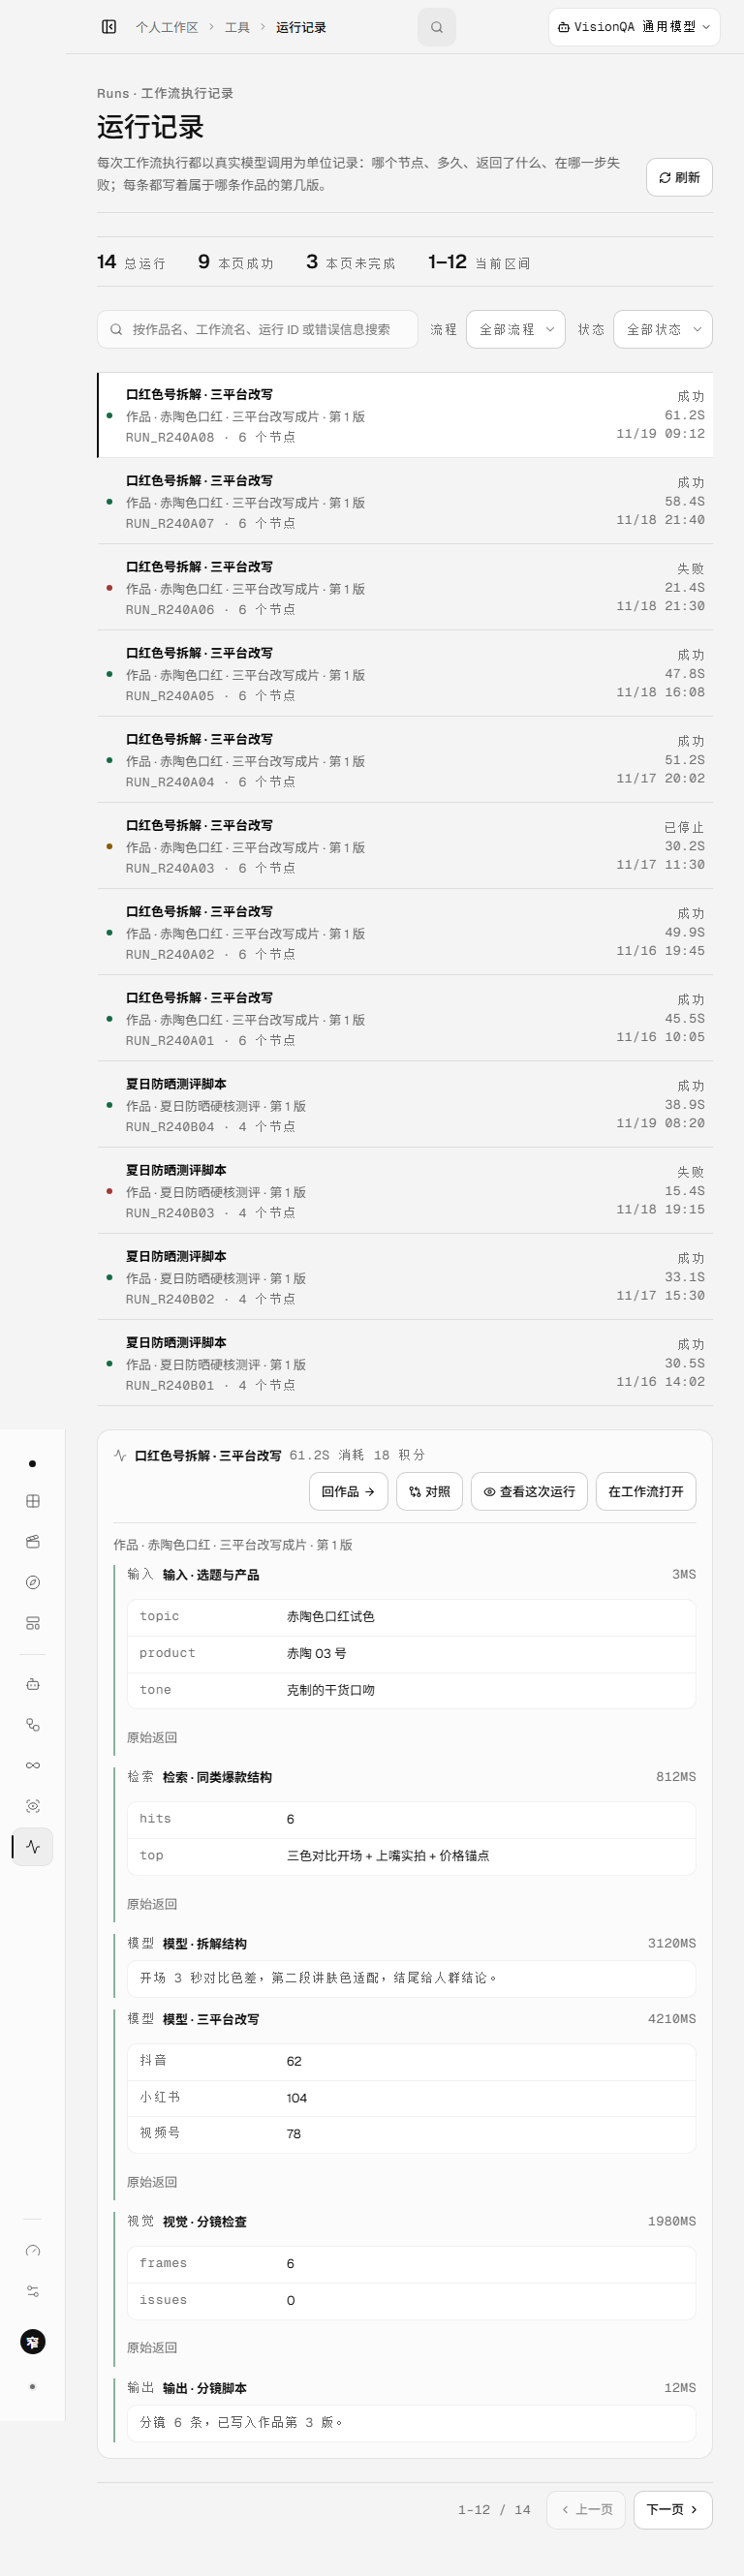 个人工作区 > 工具 > 运行记录
VisionQA 通用模型
Runs · 工作流执行记录
运行记录
每次工作流执行都以真实模型调用为单位记录：哪个节点、多久、返回了什么、在哪一步失
败；每条都写着属于哪条作品的第几版。
刷新
14 总运行 9 本页成功 3 本页未完成 1–12 当前区间
按作品名、工作流名、运行 ID 或错误信息搜索 流程 全部流程 状态 全部状态
口红色号拆解 · 三平台改写 成功
作品 · 赤陶色口红 · 三平台改写成片 · 第 1 版 61.2S
RUN_R240A08 · 6 个节点 11/19 09:12
口红色号拆解 · 三平台改写 成功
作品 · 赤陶色口红 · 三平台改写成片 · 第 1 版 58.4S
RUN_R240A07 · 6 个节点 11/18 21:40
口红色号拆解 · 三平台改写 失败
作品 · 赤陶色口红 · 三平台改写成片 · 第 1 版 21.4S
RUN_R240A06 · 6 个节点 11/18 21:30
口红色号拆解 · 三平台改写 成功
作品 · 赤陶色口红 · 三平台改写成片 · 第 1 版 47.8S
RUN_R240A05 · 6 个节点 11/18 16:08
口红色号拆解 · 三平台改写 成功
作品 · 赤陶色口红 · 三平台改写成片 · 第 1 版 51.2S
RUN_R240A04 · 6 个节点 11/17 20:02
口红色号拆解 · 三平台改写 已停止
作品 · 赤陶色口红 · 三平台改写成片 · 第 1 版 30.2S
RUN_R240A03 · 6 个节点 11/17 11:30
口红色号拆解 · 三平台改写 成功
作品 · 赤陶色口红 · 三平台改写成片 · 第 1 版 49.9S
RUN_R240A02 · 6 个节点 11/16 19:45
口红色号拆解 · 三平台改写 成功
作品 · 赤陶色口红 · 三平台改写成片 · 第 1 版 45.5S
RUN_R240A01 · 6 个节点 11/16 10:05
夏日防晒测评脚本 成功
作品 · 夏日防晒硬核测评 · 第 1 版 38.9S
RUN_R240B04 · 4 个节点 11/19 08:20
夏日防晒测评脚本 失败
作品 · 夏日防晒硬核测评 · 第 1 版 15.4S
RUN_R240B03 · 4 个节点 11/18 19:15
夏日防晒测评脚本 成功
作品 · 夏日防晒硬核测评 · 第 1 版 33.1S
RUN_R240B02 · 4 个节点 11/17 15:30
夏日防晒测评脚本 成功
作品 · 夏日防晒硬核测评 · 第 1 版 30.5S
RUN_R240B01 · 4 个节点 11/16 14:02
口红色号拆解 · 三平台改写 61.2S 消耗 18 积分
回作品 → 对照 查看这次运行 在工作流打开
作品 · 赤陶色口红 · 三平台改写成片 · 第 1 版
输入 输入 · 选题与产品 3MS
topic 赤陶色口红试色
product 赤陶 03 号
tone 克制的干货口吻
原始返回
检索 检索 · 同类爆款结构 812MS
hits 6
top 三色对比开场 + 上嘴实拍 + 价格锚点
原始返回
模型 模型 · 拆解结构 3120MS
开场 3 秒对比色差，第二段讲肤色适配，结尾给人群结论。
模型 模型 · 三平台改写 4210MS
抖音 62
小红书 104
视频号 78
原始返回
视觉 视觉 · 分镜检查 1980MS
frames 6
issues 0
原始返回
窄
输出 输出 · 分镜脚本 12MS
分镜 6 条，已写入作品第 3 版。
1–12 / 14 上一页 下一页